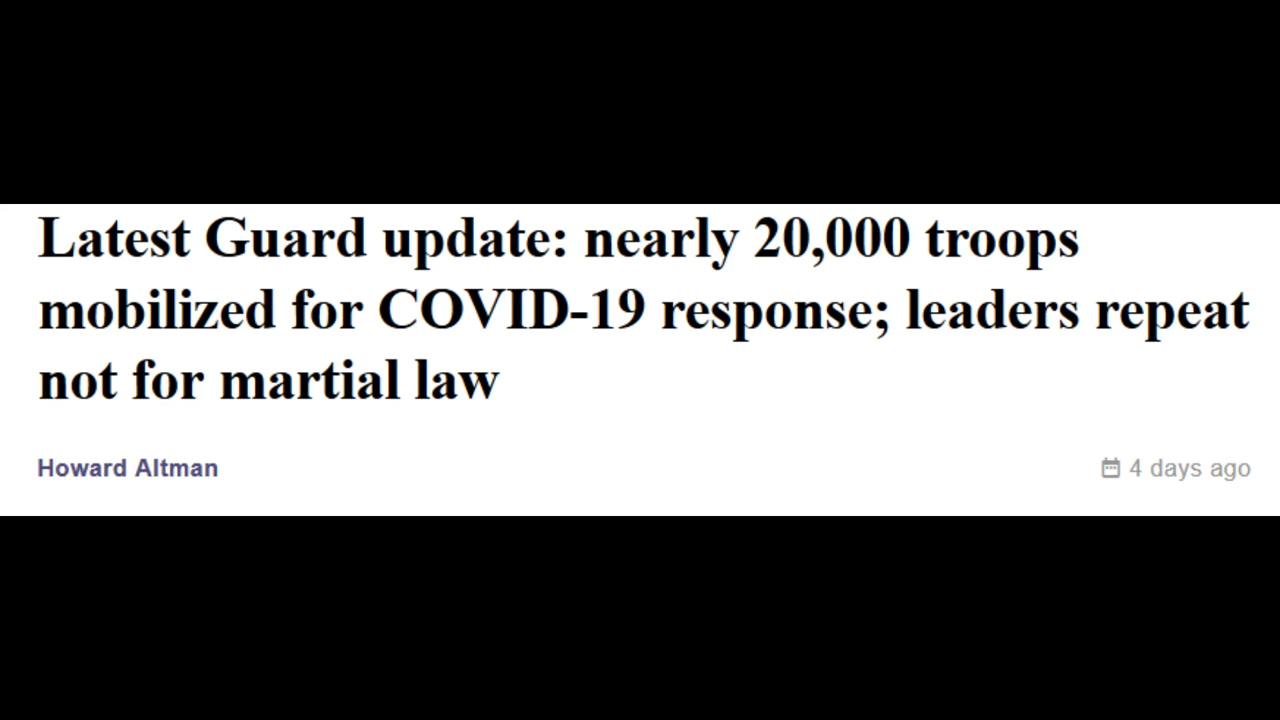 Latest Guard update: nearly 20,000 troops
mobilized for COVID-19 response; leaders repeat
not for martial law
Howard Altman
4 days ago